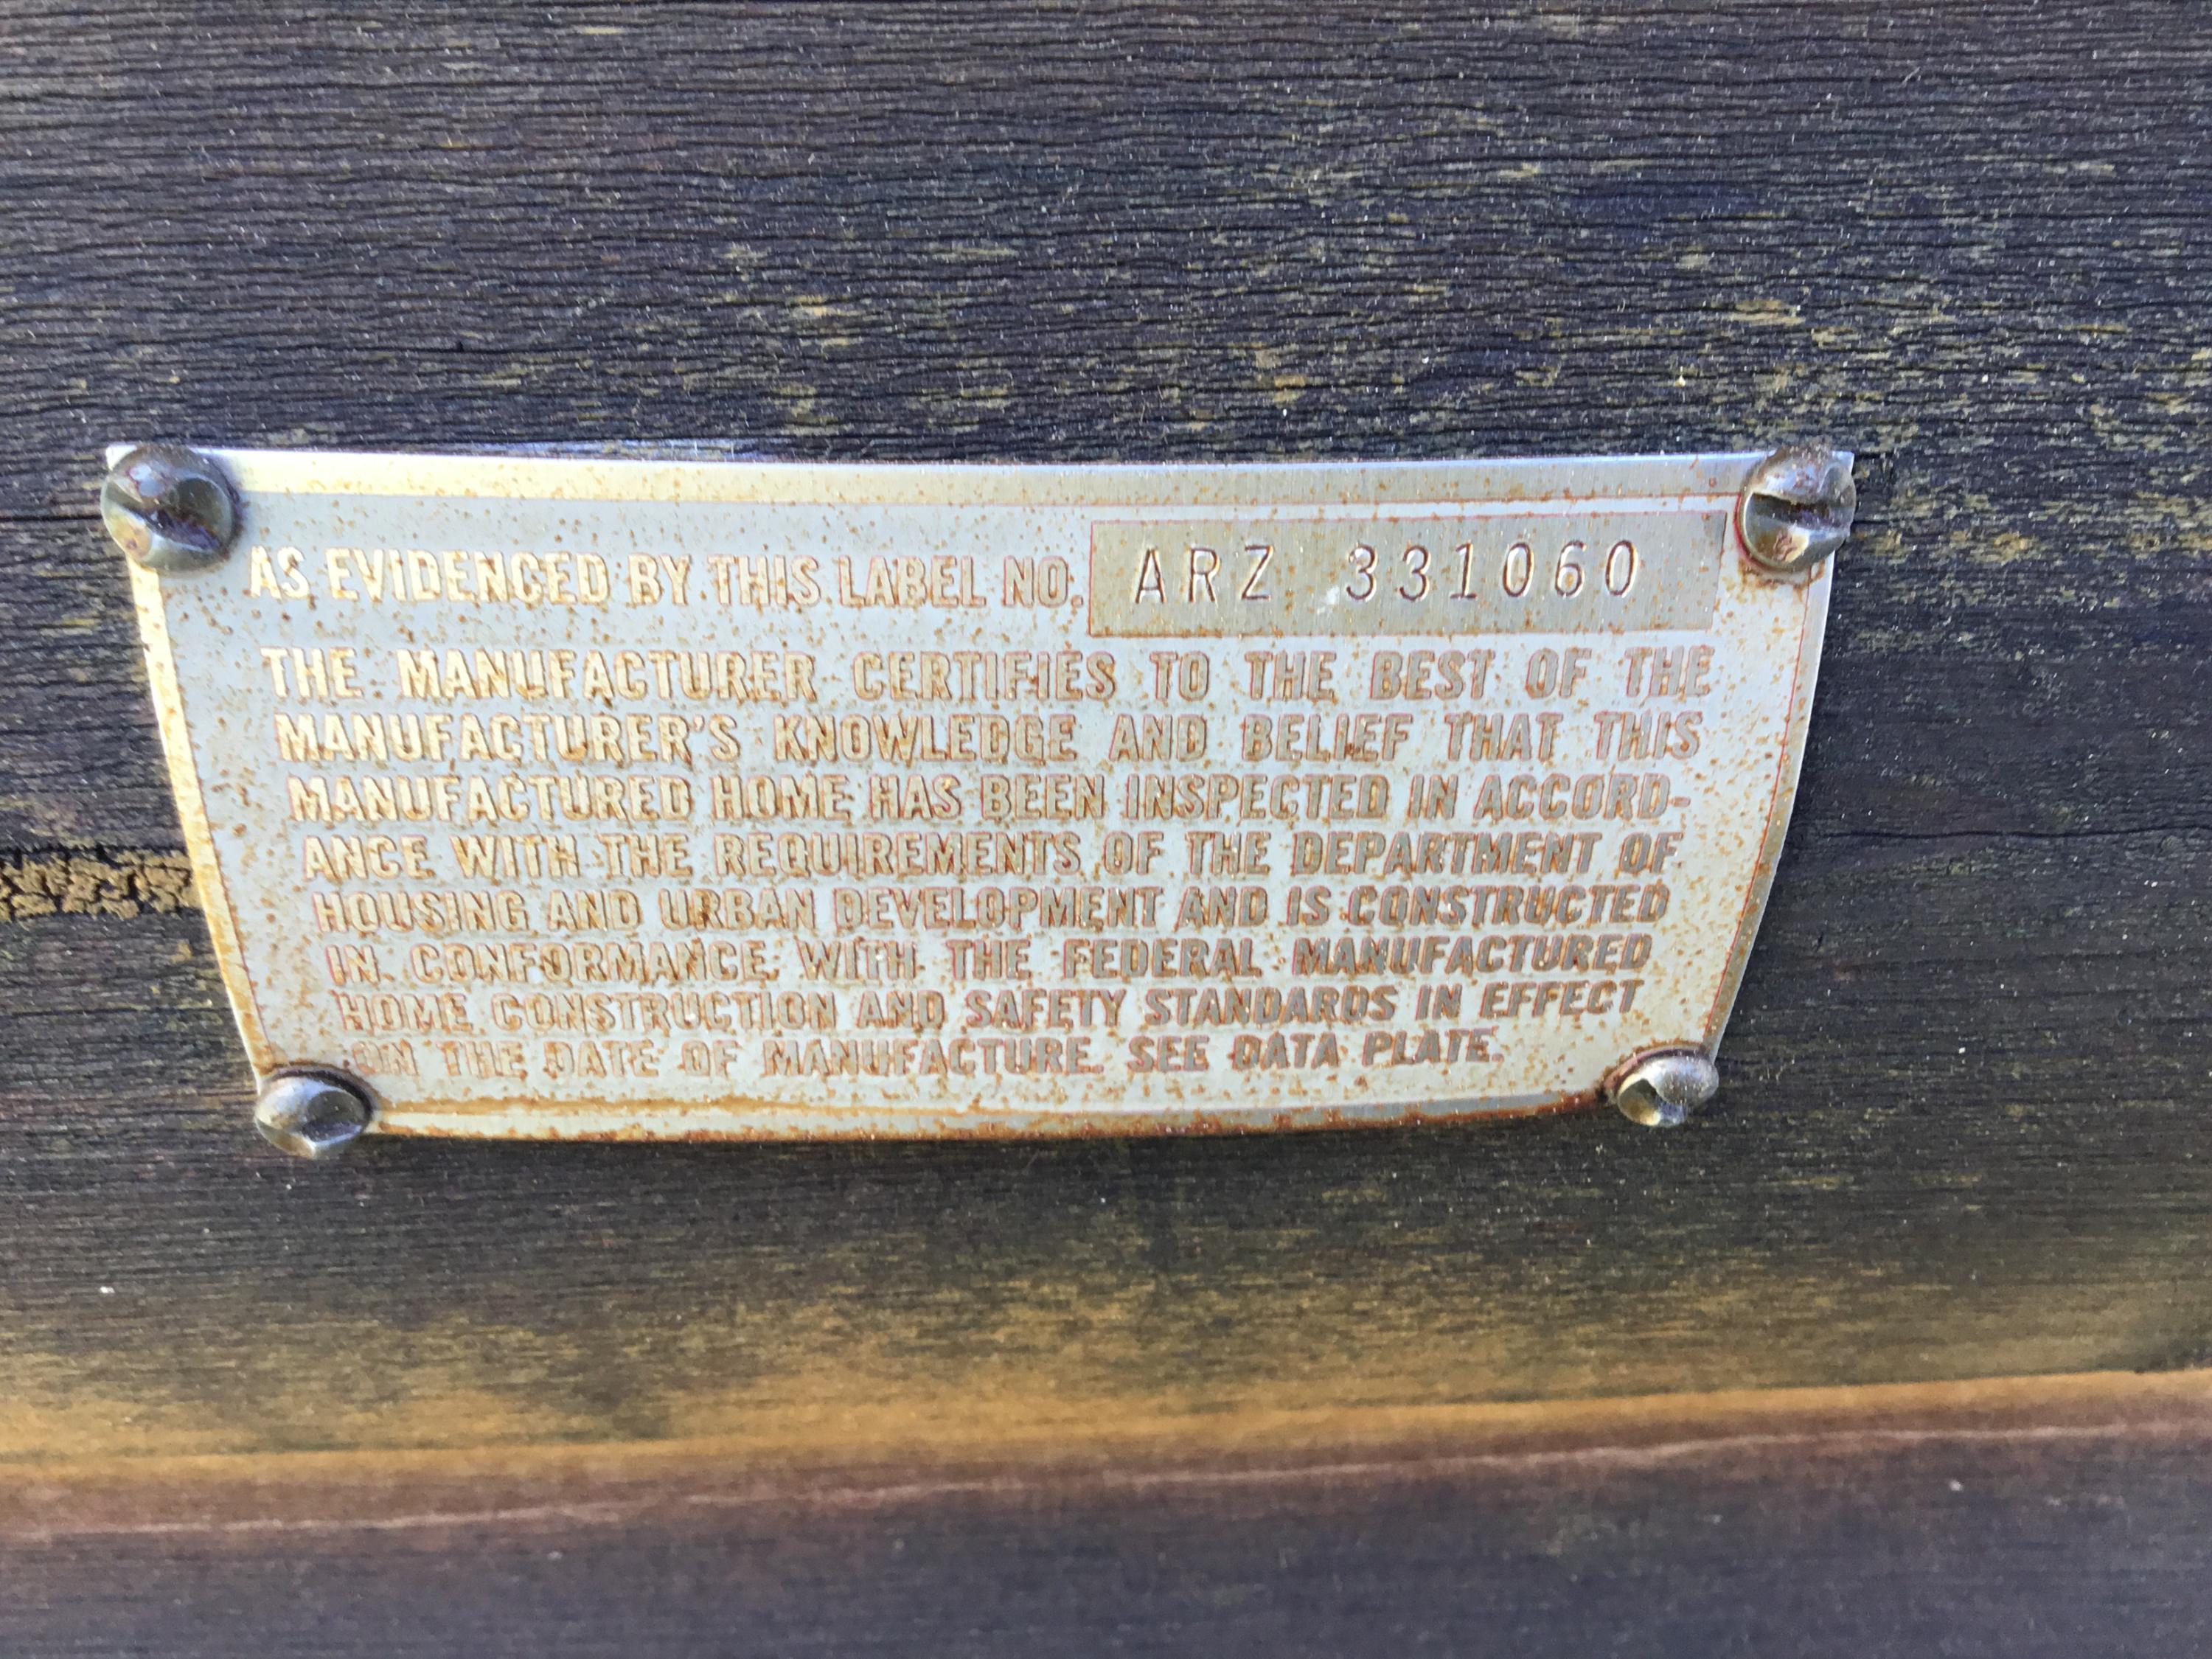 AS EVIDENCED BY THIS LABEL NO. ARZ 331060
THE MANUFACTURER CERTIFIES TO THE BEST OF THE
MANUFACTURER'S KNOWLEDGE AND BELIEF THAT THIS
MANUFACTURED HOME HAS BEEN INSPECTED IN ACCORD-
ANCE WITH THE REQUIREMENTS OF THE DEPARTMENT OF
HOUSING AND URBAN DEVELOPMENT AND IS CONSTRUCTED
IN CONFORMANCE WITH THE FEDERAL MANUFACTURED
HOME CONSTRUCTION AND SAFETY STANDARDS IN EFFECT
ON THE DATE OF MANUFACTURE. SEE DATA PLATE.